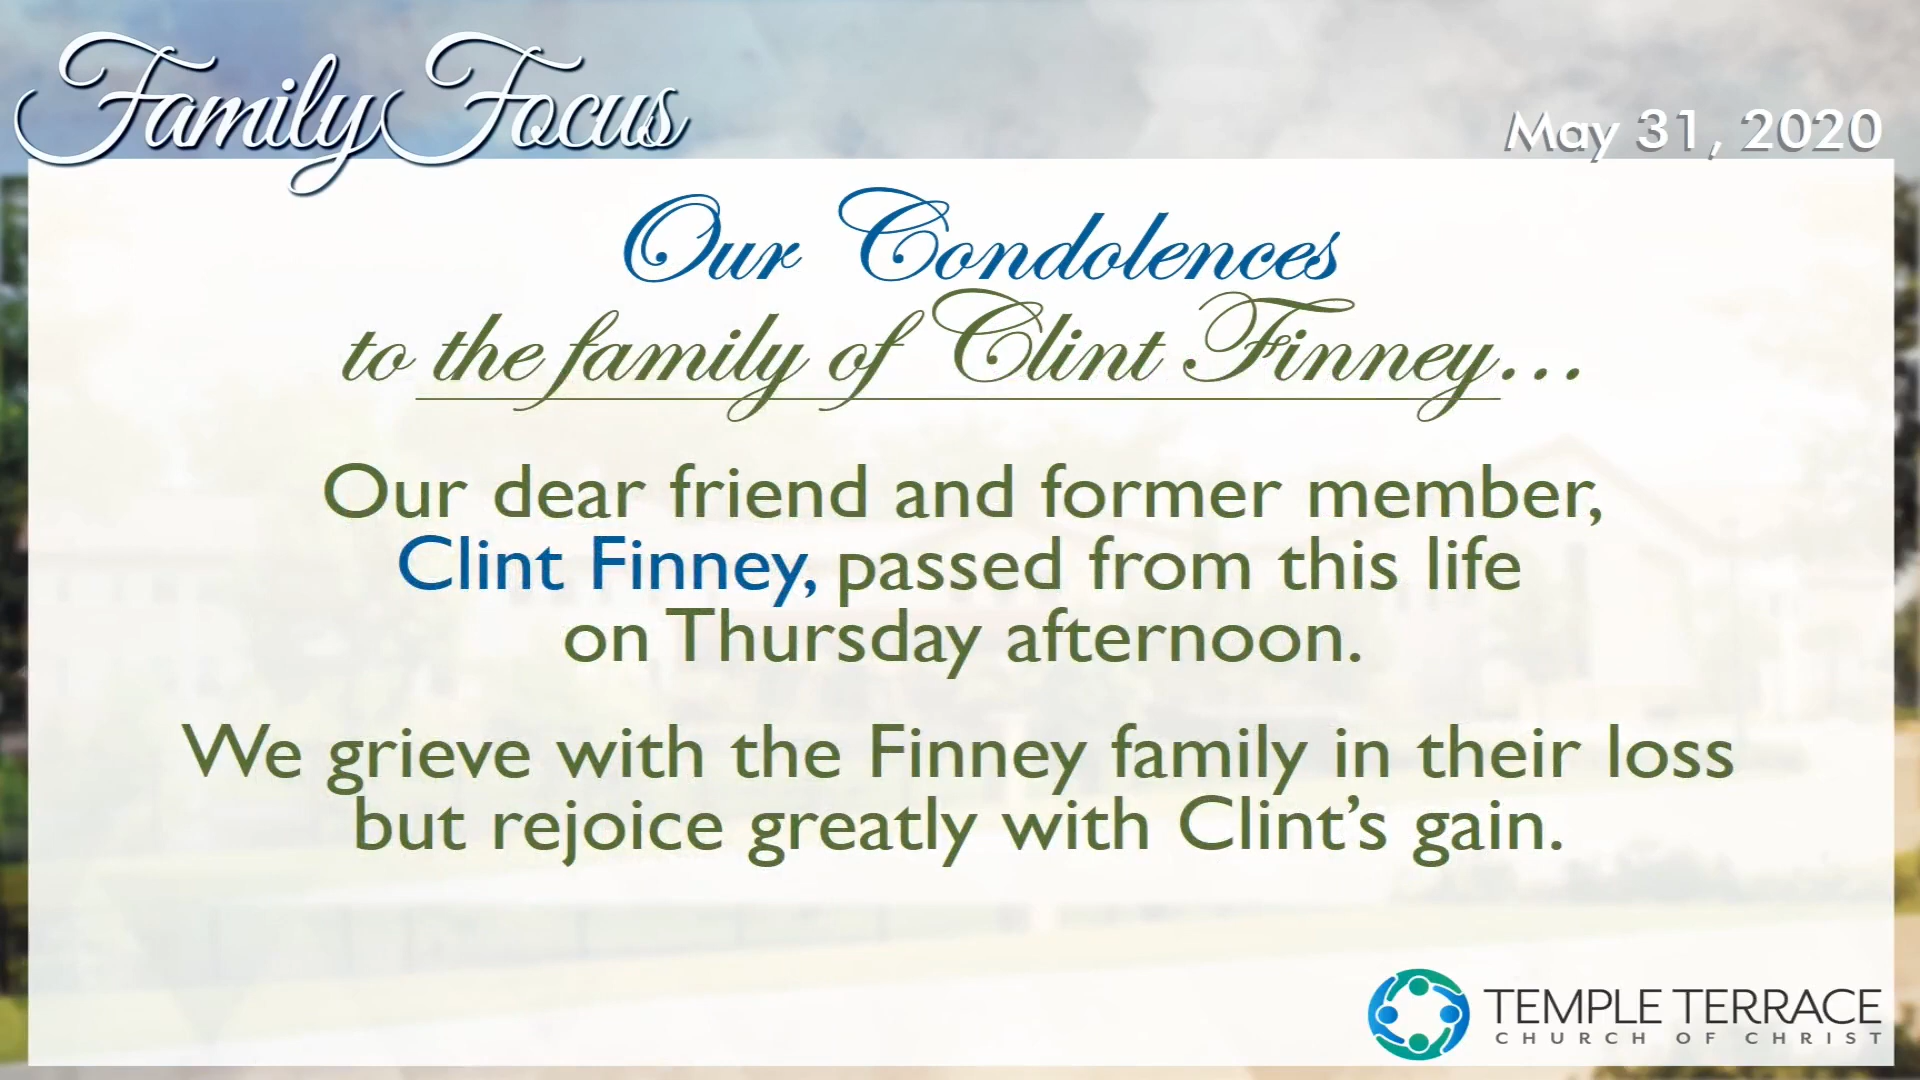 Family Focus
May 31, 2020
Our Condolences
to the family of Clint Finney...
Our dear friend and former member,
Clint Finney, passed from this life
on Thursday afternoon.
We grieve with the Finney family in their loss
but rejoice greatly with Clint’s gain.
TEMPLE TERRACE
CHURCH OF CHRIST